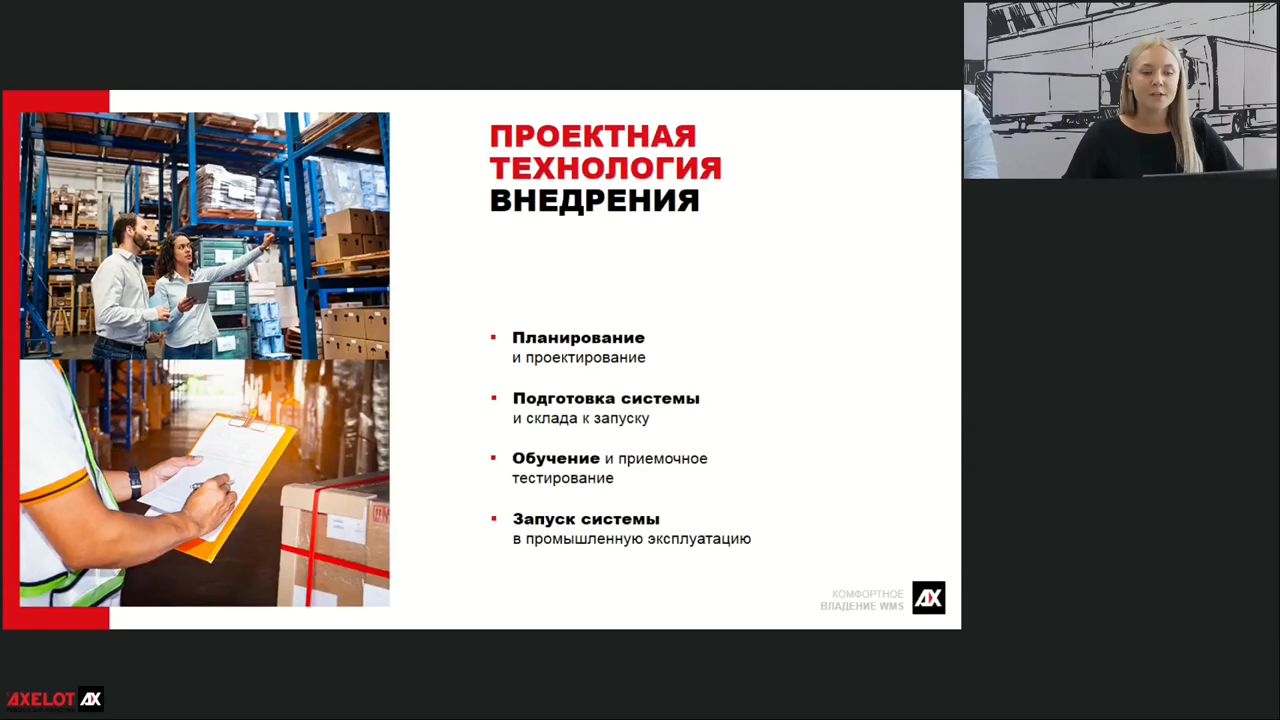 ПРОЕКТНАЯ
ТЕХНОЛОГИЯ
ВНЕДРЕНИЯ
Планирование
и проектирование
Подготовка системы
и склада к запуску
Обучение и приемочное
тестирование
Запуск системы
в промышленную эксплуатацию
КОМФОРТНОЕ
ВЛАДЕНИЕ WMS
AX
AXELOT AX